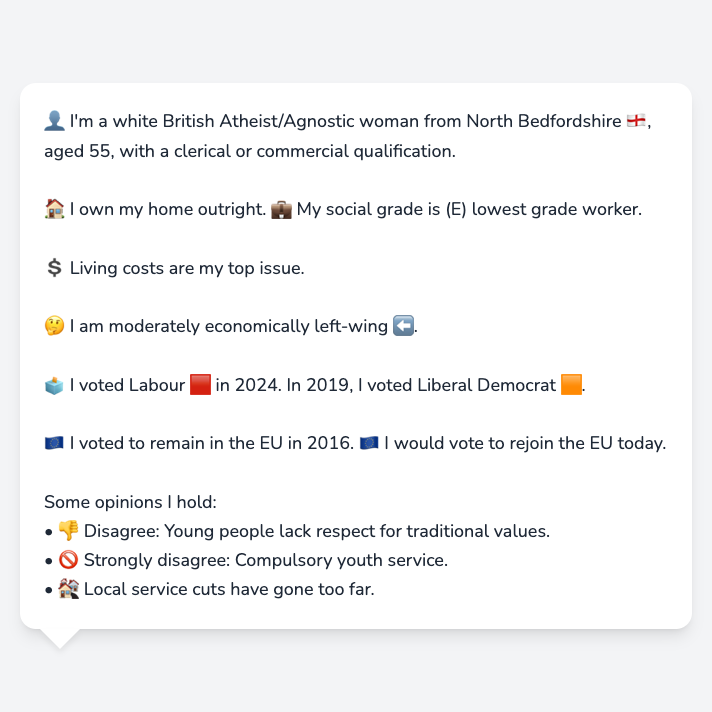 👤 I'm a white British Atheist/Agnostic woman from North Bedfordshire 🏴󠁧󠁢󠁥󠁮󠁧󠁿,
aged 55, with a clerical or commercial qualification.
🏠 I own my home outright. 💼 My social grade is (E) lowest grade worker.
💲 Living costs are my top issue.
🤔 I am moderately economically left-wing ⬅️.
🗳️ I voted Labour 🟥 in 2024. In 2019, I voted Liberal Democrat 🟧.
🇪🇺 I voted to remain in the EU in 2016. 🇪🇺 I would vote to rejoin the EU today.
Some opinions I hold:
• 👎 Disagree: Young people lack respect for traditional values.
• 🚫 Strongly disagree: Compulsory youth service.
• 🏚️ Local service cuts have gone too far.